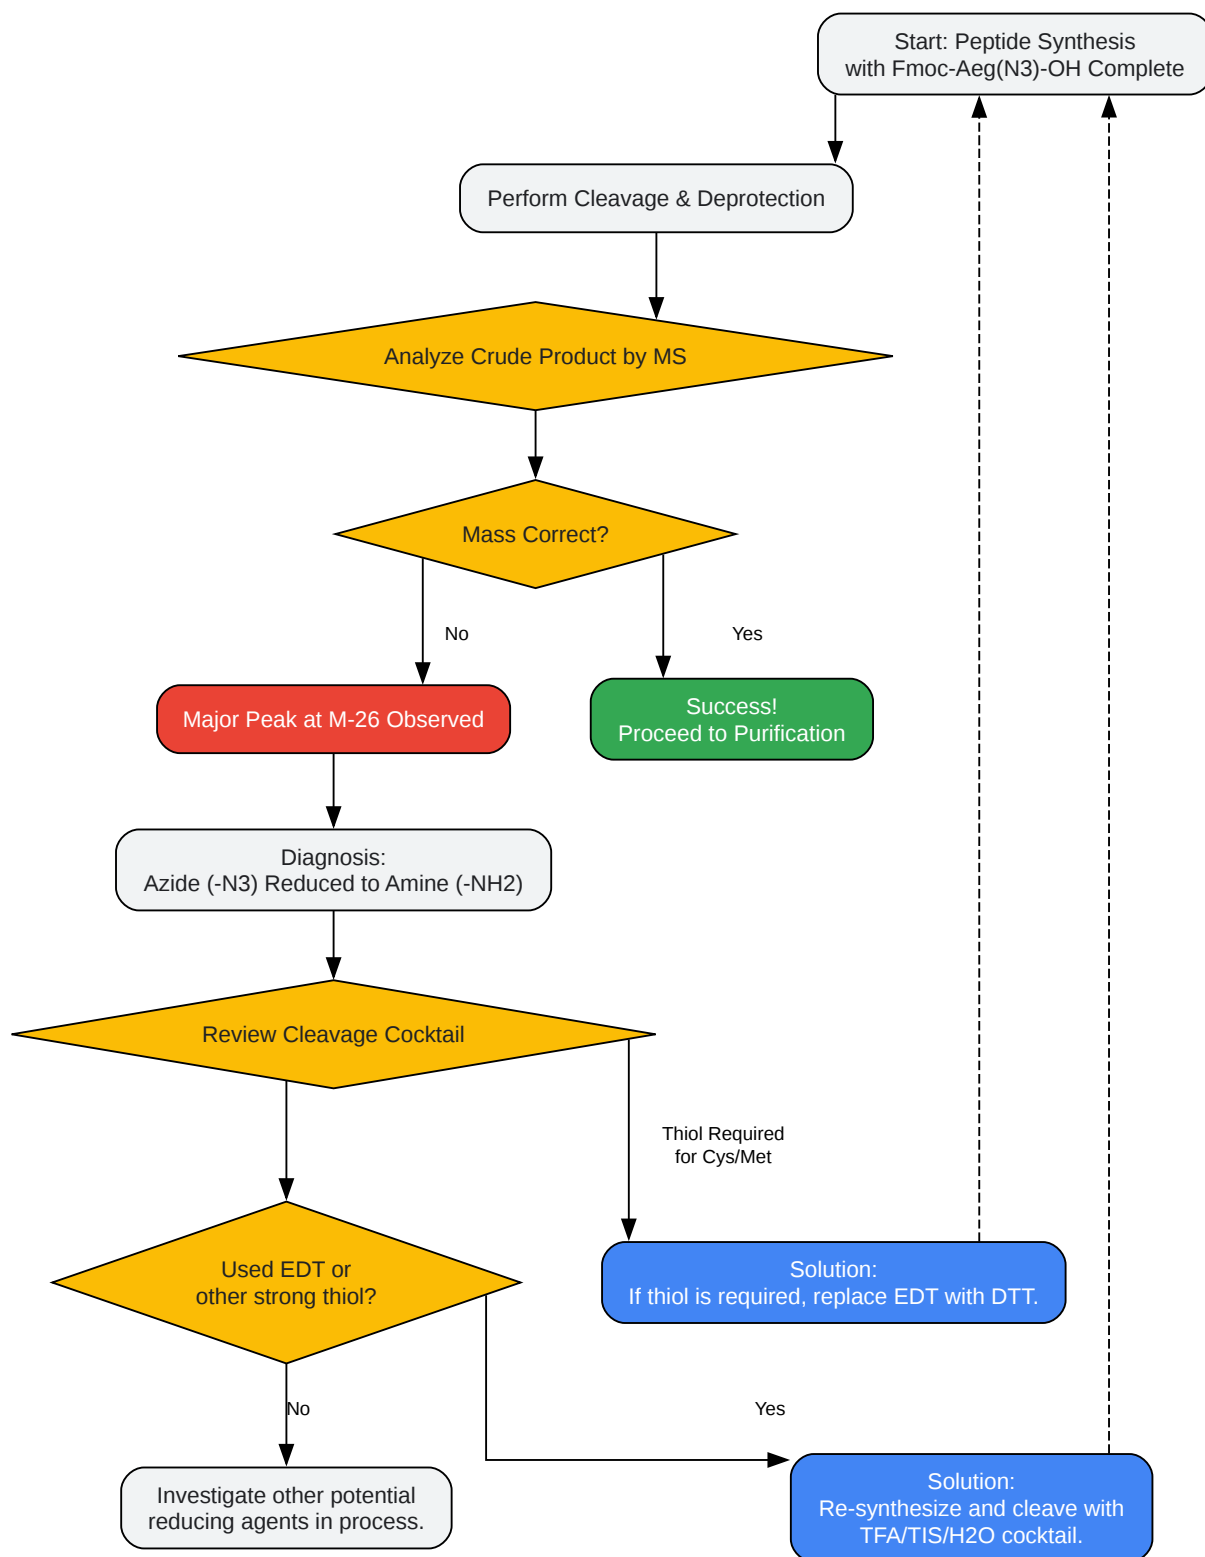 Start: Peptide Synthesis
with Fmoc-Aeg(N3)-OH Complete
Perform Cleavage & Deprotection
Analyze Crude Product by MS
Mass Correct?
No
Yes
Major Peak at M-26 Observed
Success!
Proceed to Purification
Diagnosis:
Azide (-N3) Reduced to Amine (-NH2)
Review Cleavage Cocktail
Thiol Required
for Cys/Met
Used EDT or
other strong thiol?
Solution:
If thiol is required, replace EDT with DTT.
No
Yes
Investigate other potential
reducing agents in process.
Solution:
Re-synthesize and cleave with
TFA/TIS/H2O cocktail.